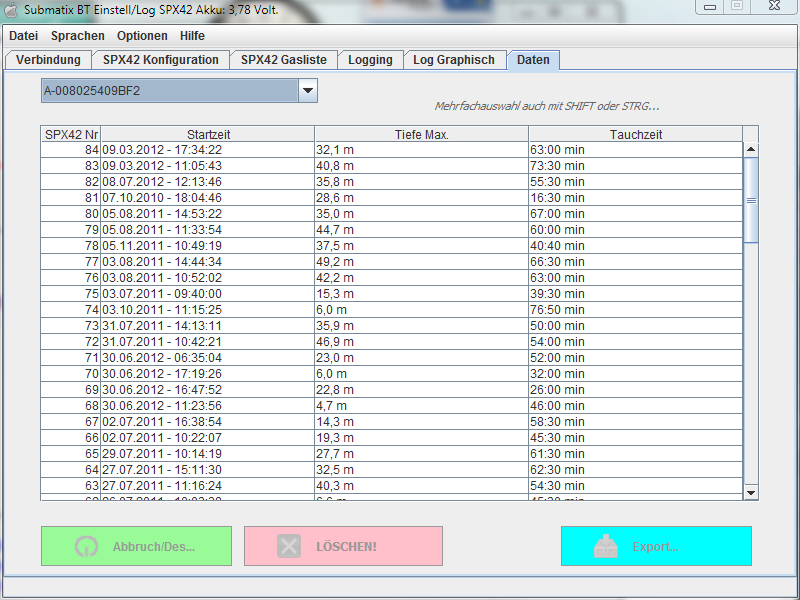 Submatix BT Einstell/Log SPX42 Akku: 3,78 Volt.
Datei Sprachen Optionen Hilfe
Verbindung SPX42 Konfiguration SPX42 Gasliste Logging Log Graphisch Daten
A-008025409BF2
Mehrfachauswahl auch mit SHIFT oder STRG...
SPX42 Nr Startzeit Tiefe Max. Tauchzeit
84 09.03.2012 - 17:34:22 32,1 m 63:00 min
83 09.03.2012 - 11:05:43 40,8 m 73:30 min
82 08.07.2012 - 12:13:46 35,8 m 55:30 min
81 07.10.2010 - 18:04:46 28,6 m 16:30 min
80 05.08.2011 - 14:53:22 35,0 m 67:00 min
79 05.08.2011 - 11:33:54 44,7 m 60:00 min
78 05.11.2011 - 10:49:19 37,5 m 40:40 min
77 03.08.2011 - 14:44:34 49,2 m 66:30 min
76 03.08.2011 - 10:52:02 42,2 m 63:00 min
75 03.07.2011 - 09:40:00 15,3 m 39:30 min
74 03.10.2011 - 11:15:25 6,0 m 76:50 min
73 31.07.2011 - 14:13:11 35,9 m 50:00 min
72 31.07.2011 - 10:42:21 46,9 m 54:00 min
71 30.06.2012 - 06:35:04 23,0 m 52:00 min
70 30.06.2012 - 17:19:26 6,0 m 32:00 min
69 30.06.2012 - 16:47:52 22,8 m 26:00 min
68 30.06.2012 - 11:23:56 4,7 m 46:00 min
67 02.07.2011 - 16:38:54 14,3 m 58:30 min
66 02.07.2011 - 10:22:07 19,3 m 45:30 min
65 29.07.2011 - 10:14:19 27,7 m 61:30 min
64 27.07.2011 - 15:11:30 32,5 m 62:30 min
63 27.07.2011 - 11:16:24 40,3 m 54:30 min
Abbruch/Des... LÖSCHEN! Export...